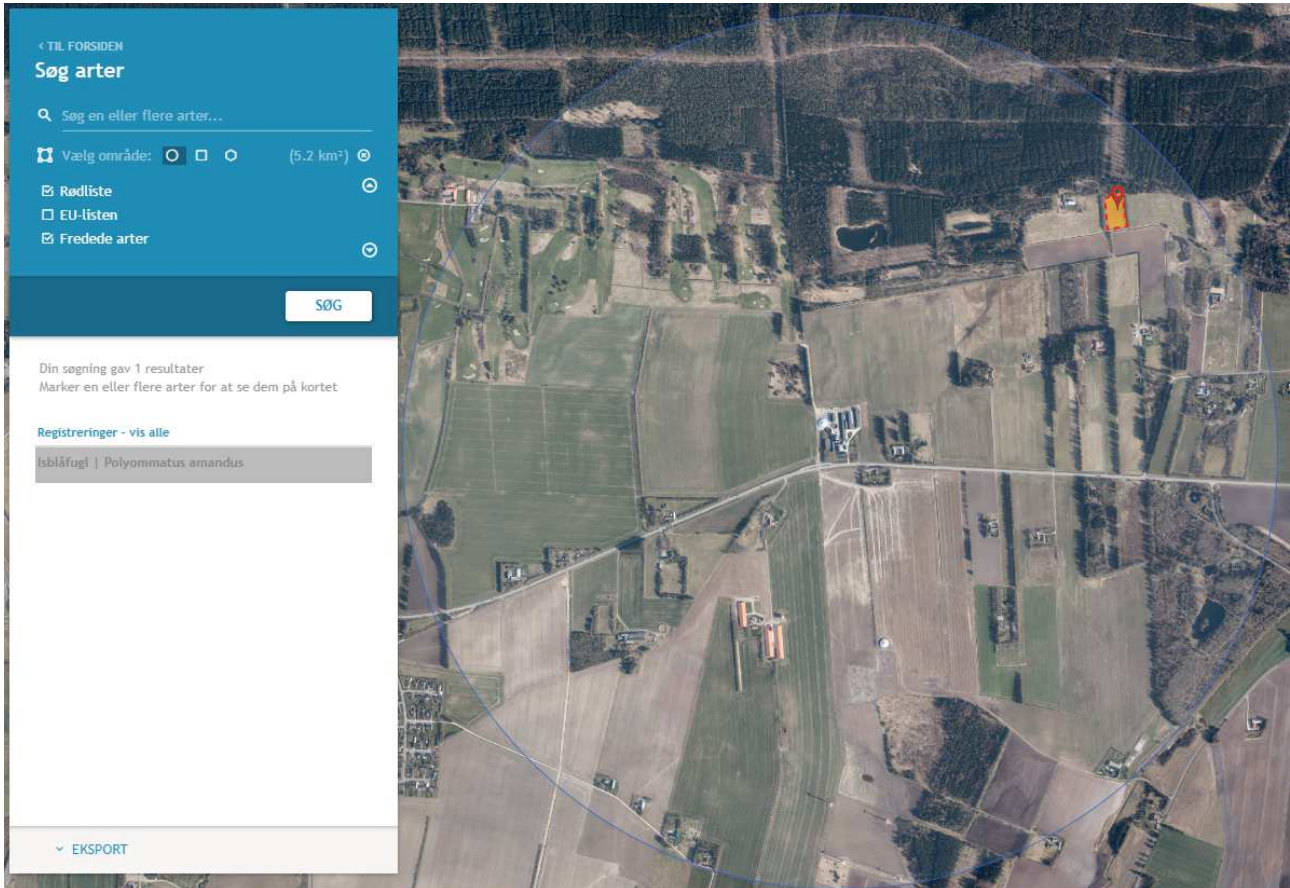 ‹ TIL FORSIDEN
Søg arter
Søg en eller flere arter...
Vælg område: (5.2 km²)
Rødliste
EU-listen
Fredede arter
SØG
Din søgning gav 1 resultater
Marker en eller flere arter for at se dem på kortet
Registreringer - vis alle
Isblåfugl | Polyommatus amandus
EKSPORT